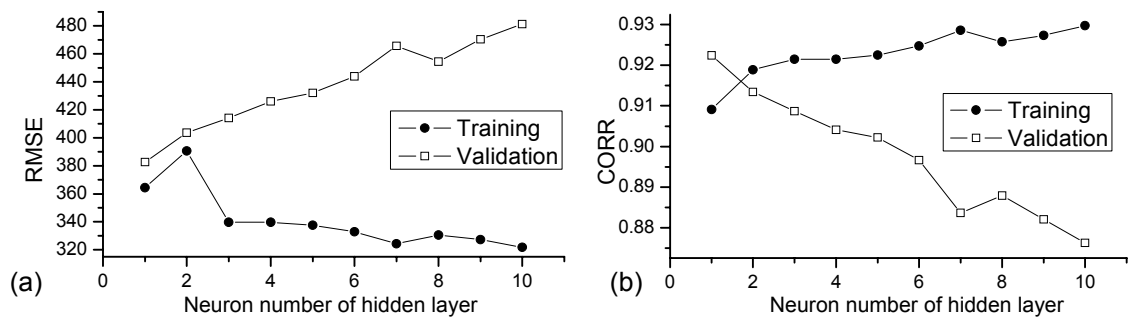 480
460
440
420
400
380
360
340
320
RMSE
Training
Validation
0 2 4 6 8 10
(a)
Neuron number of hidden layer
0.93
0.92
0.91
0.90
0.89
0.88
CORR
Training
Validation
0 2 4 6 8 10
(b)
Neuron number of hidden layer